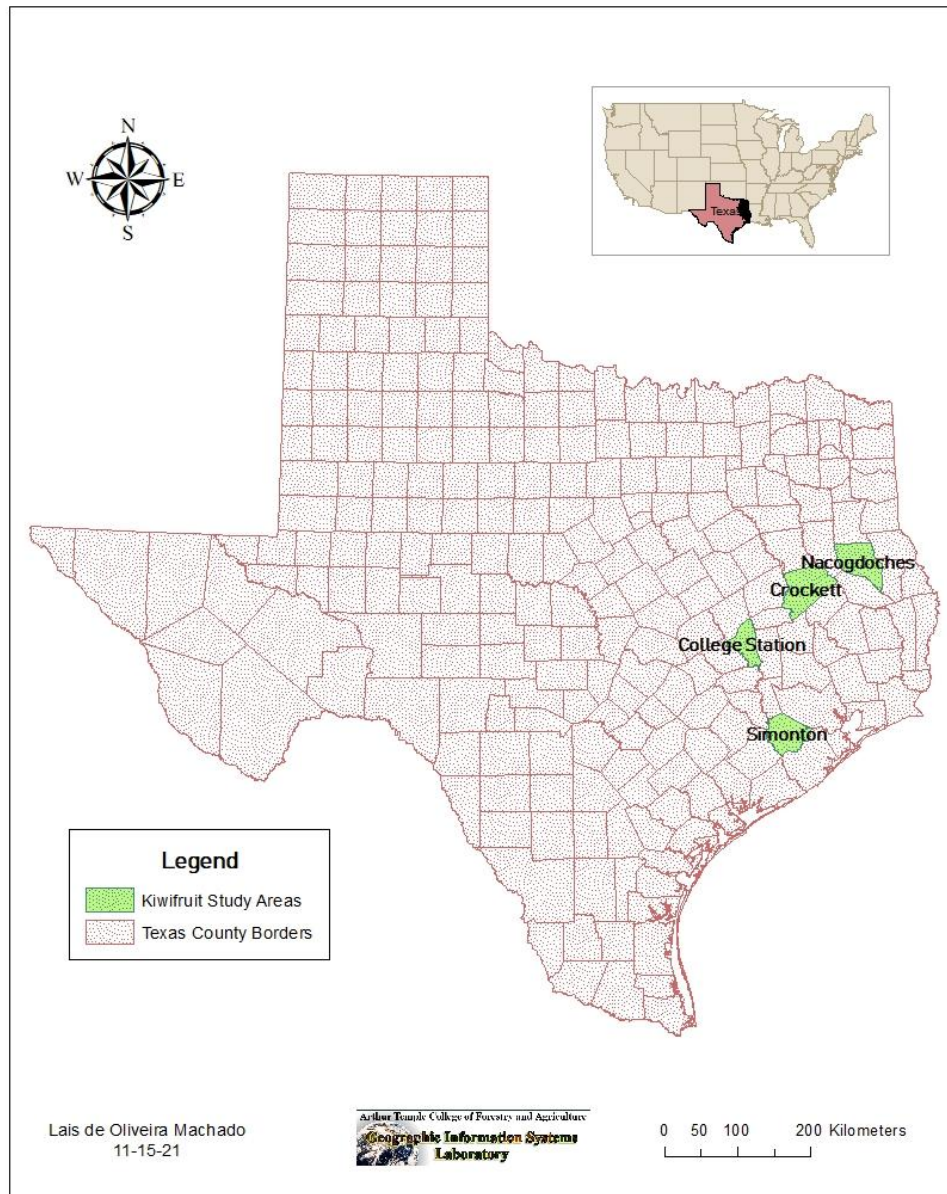 N
W E
S
Texas
Nacogdoches
Crockett
College Station
Simonton
Legend
Kiwifruit Study Areas
Texas County Borders
Lais de Oliveira Machado
11-15-21
Arthur Temple College of Forestry and Agriculture
Geographic Information Systems
Laboratory
0 50 100 200 Kilometers